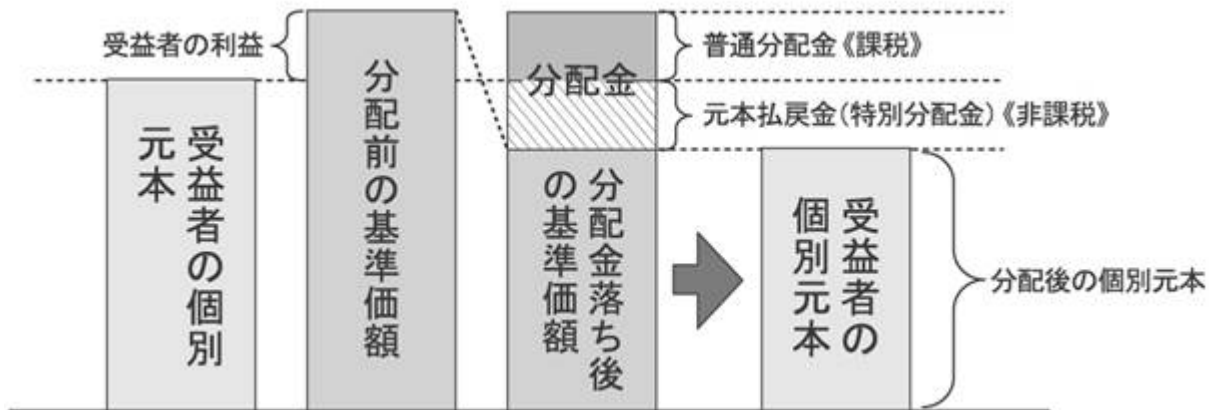 受益者の利益
受益者の個別
元本
分配前の基準価額
分配金
分配金落ち後
の基準価額
普通分配金《課税》
元本払戻金(特別分配金)《非課税》
受益者の
個別元本
分配後の個別元本